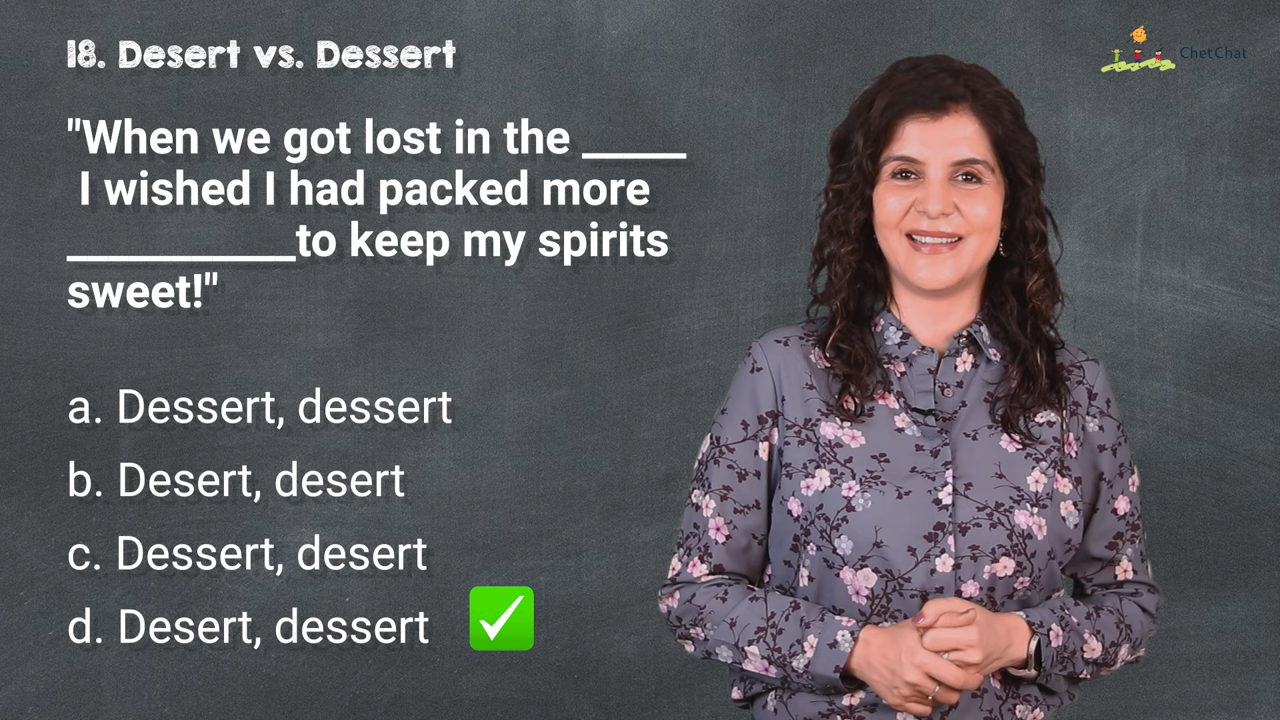 18. Desert vs. Dessert
ChetChat
"When we got lost in the _____
I wished I had packed more
___________to keep my spirits
sweet!"
a. Dessert, dessert
b. Desert, desert
c. Dessert, desert
d. Desert, dessert